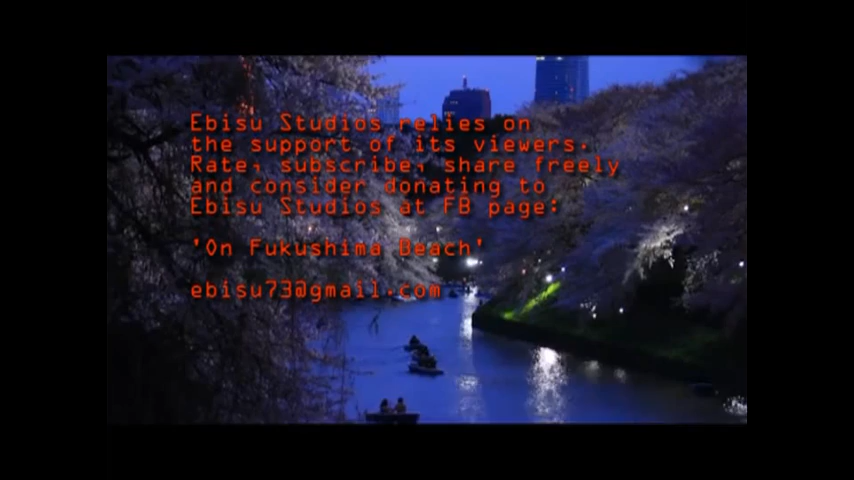 Ebisu Studios relies on
the support of its viewers.
Rate, subscribe, share freely
and consider donating to
Ebisu Studios at FB page:
'On Fukushima Beach'
ebisu73@gmail.com